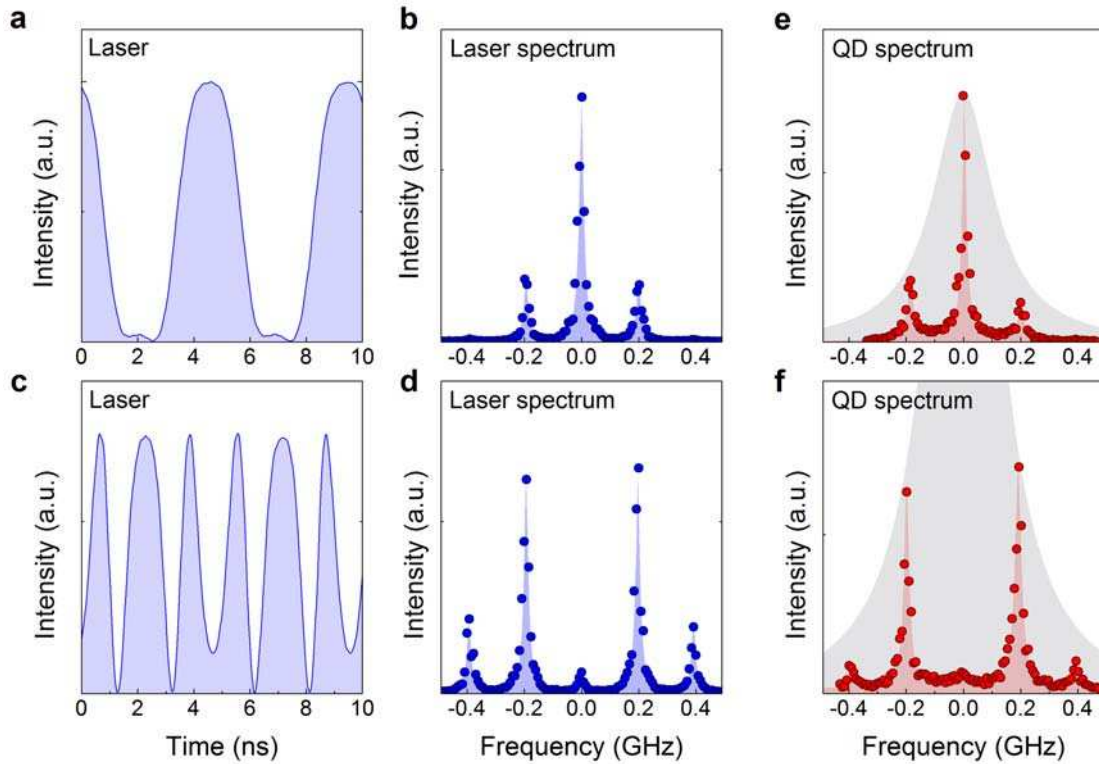 a
Laser
Intensity (a.u.)
0 2 4 6 8 10
b
Laser spectrum
Intensity (a.u.)
-0.4 -0.2 0.0 0.2 0.4
e
QD spectrum
Intensity (a.u.)
-0.4 -0.2 0.0 0.2 0.4
c
Laser
Intensity (a.u.)
0 2 4 6 8 10
Time (ns)
d
Laser spectrum
Intensity (a.u.)
-0.4 -0.2 0.0 0.2 0.4
Frequency (GHz)
f
QD spectrum
Intensity (a.u.)
-0.4 -0.2 0.0 0.2 0.4
Frequency (GHz)